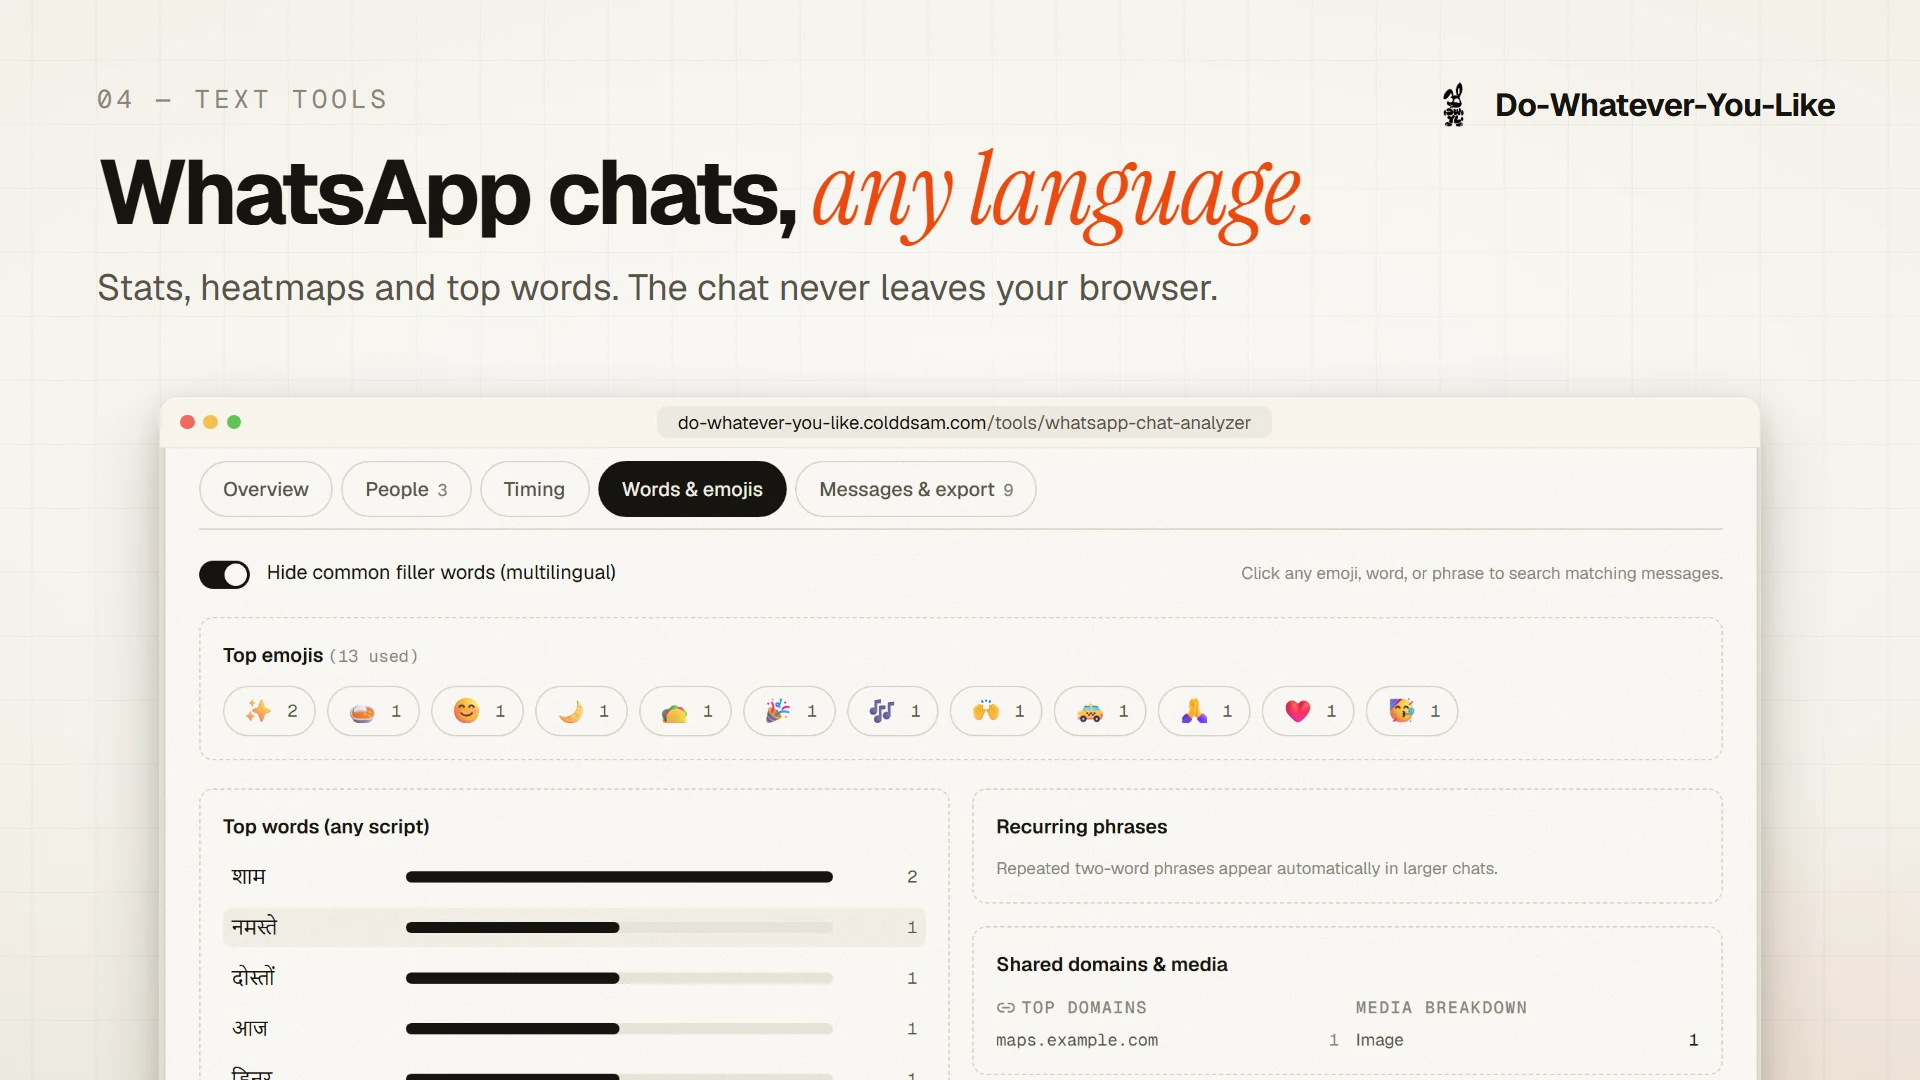 04 — TEXT TOOLS
Do-Whatever-You-Like
WhatsApp chats, any language.
Stats, heatmaps and top words. The chat never leaves your browser.
do-whatever-you-like.colddsam.com/tools/whatsapp-chat-analyzer
Overview People 3 Timing Words & emojis Messages & export 9
Hide common filler words (multilingual) Click any emoji, word, or phrase to search matching messages.
Top emojis (13 used)
✨ 2 🍛 1 😊 1 🌙 1 🌮 1 🎉 1 🎶 1 🙌 1 🚕 1 🙏 1 ❤️ 1 🥳 1
Top words (any script)
शाम 2
नमस्ते 1
दोस्तों 1
आज 1
डिनर 1
Recurring phrases
Repeated two-word phrases appear automatically in larger chats.
Shared domains & media
TOP DOMAINS MEDIA BREAKDOWN
maps.example.com 1 Image 1